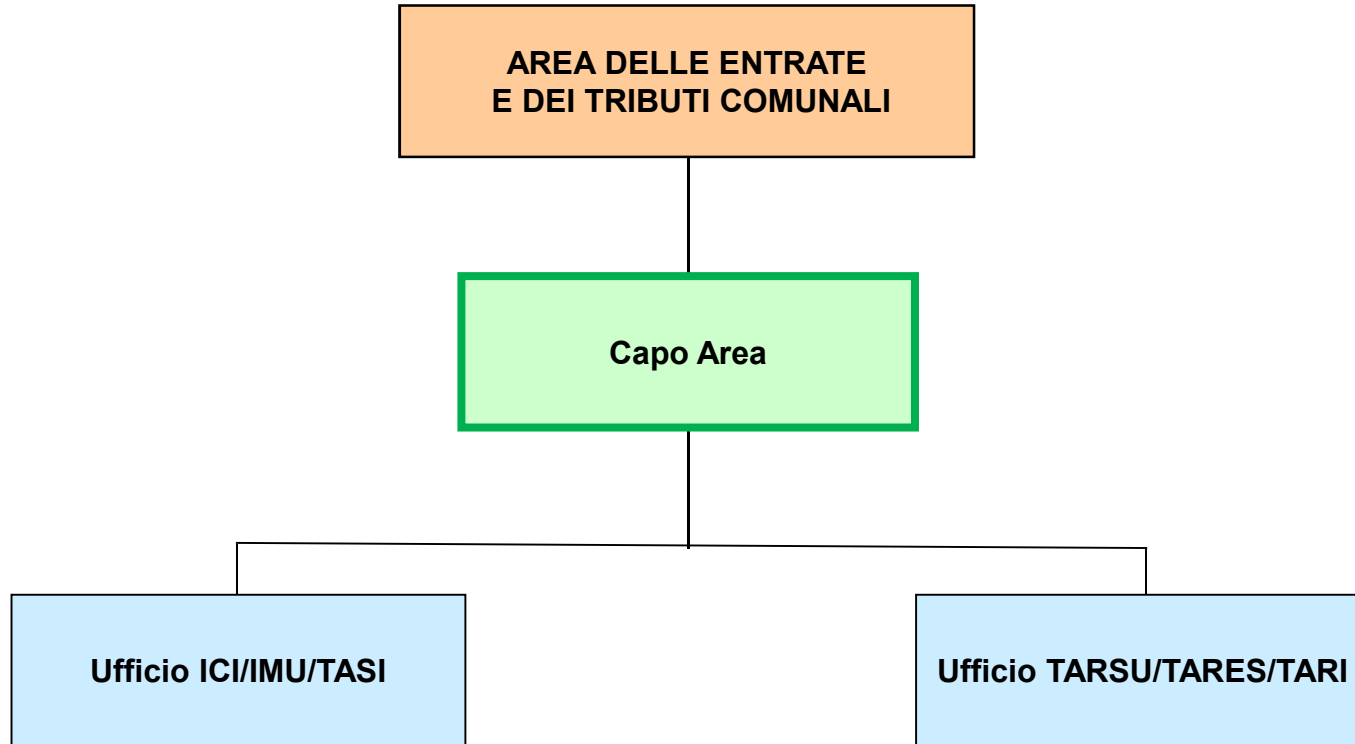 AREA DELLE ENTRATE
E DEI TRIBUTI COMUNALI
Capo Area
Ufficio ICI/IMU/TASI
Ufficio TARSU/TARES/TARI